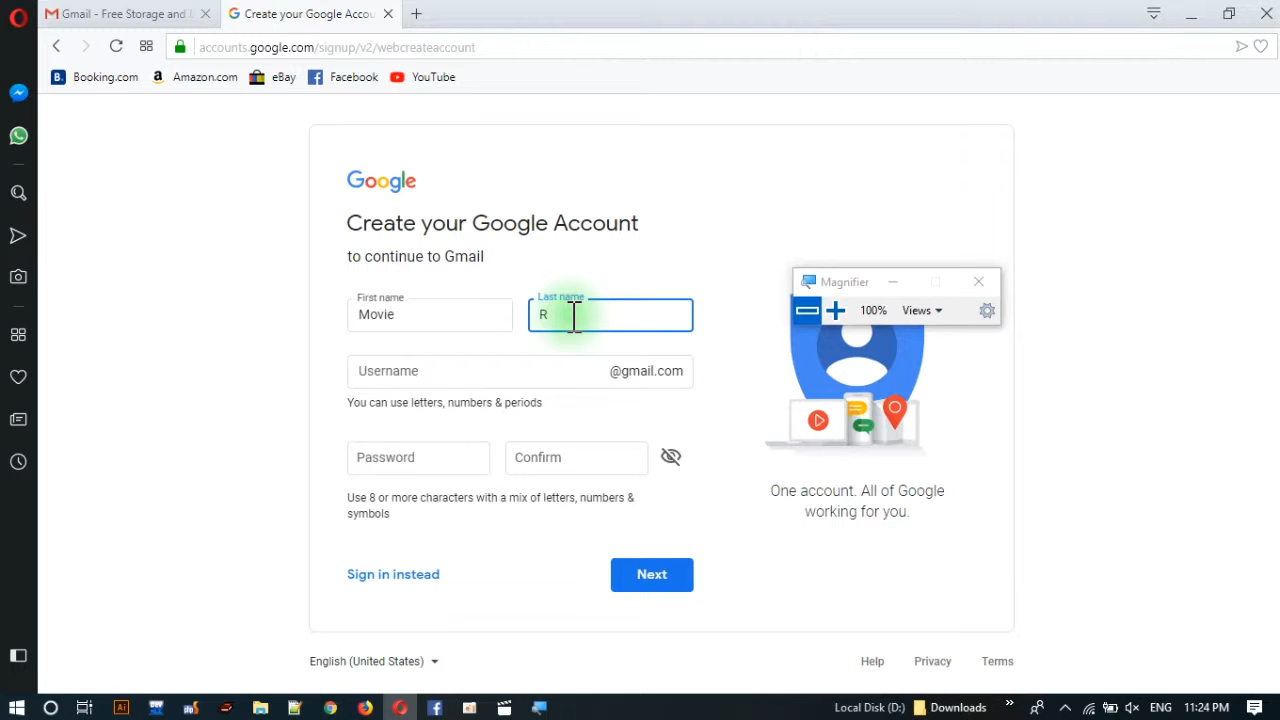 Gmail - Free Storage and
Create your Google Accou
accounts.google.com/signup/v2/webcreateaccount
B. Booking.com
a Amazon.com
eBay
Facebook
YouTube
Google
Create your Google Account
to continue to Gmail
First name
Movie
Last name
R
Username
@gmail.com
You can use letters, numbers & periods
Password
Confirm
Use 8 or more characters with a mix of letters, numbers &
symbols
Sign in instead
Next
Magnifier
100%
Views
One account. All of Google
working for you.
English (United States)
Help
Privacy
Terms
Ai
Local Disk (D:)
Downloads
ENG
11:24 PM